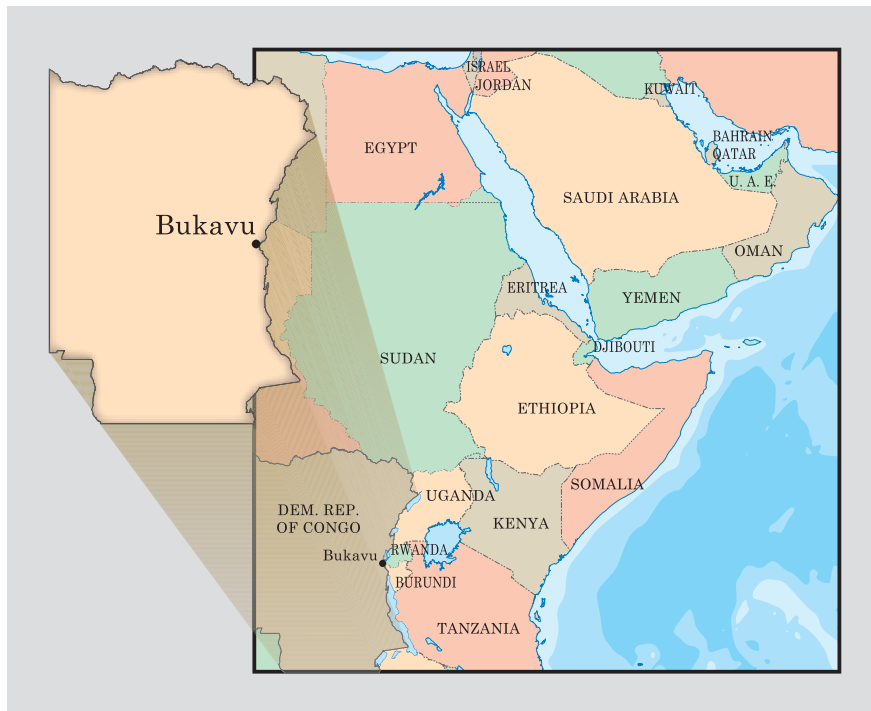 ISRAEL
JORDAN
KUWAIT
BAHRAIN
QATAR
EGYPT
U. A. E.
SAUDI ARABIA
Bukavu
OMAN
ERITREA
YEMEN
DJIBOUTI
SUDAN
ETHIOPIA
SOMALIA
UGANDA
DEM. REP.
OF CONGO
KENYA
Bukavu
RWANDA
BURUNDI
TANZANIA